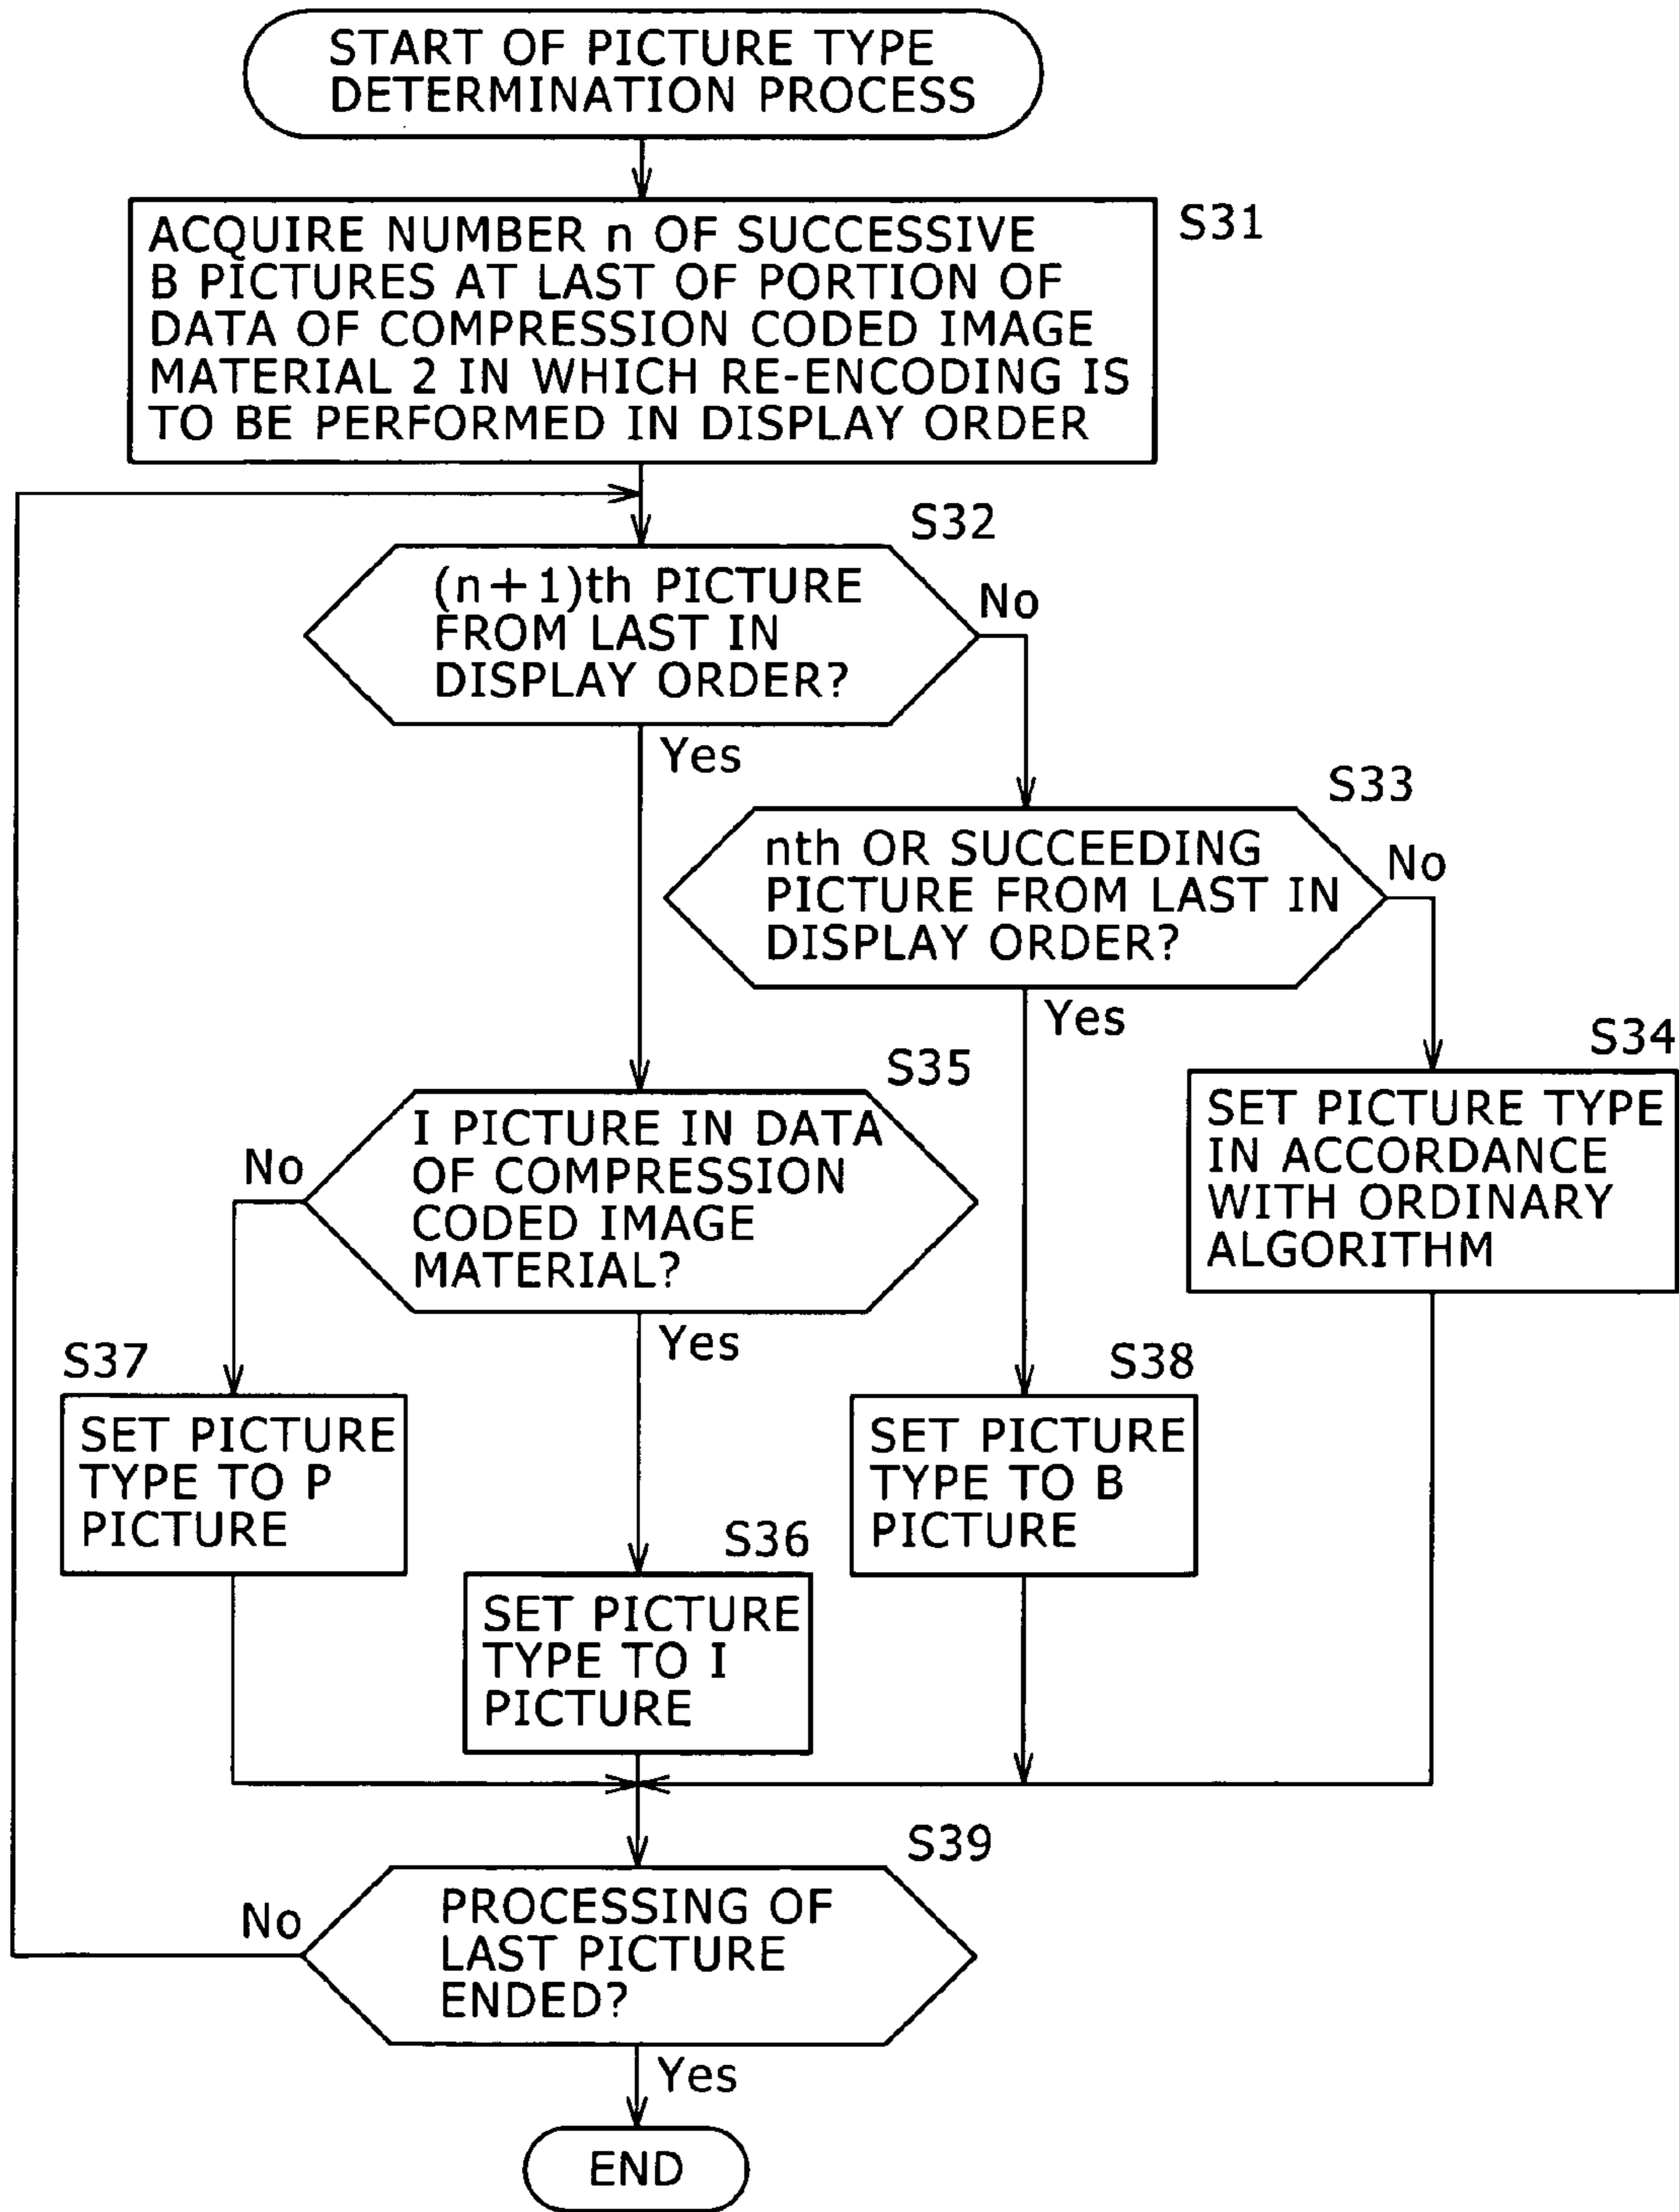 START OF PICTURE TYPE
DETERMINATION PROCESS
S31
ACQUIRE NUMBER n OF SUCCESSIVE
B PICTURES AT LAST OF PORTION OF
DATA OF COMPRESSION CODED IMAGE
MATERIAL 2 IN WHICH RE-ENCODING IS
TO BE PERFORMED IN DISPLAY ORDER
S32
(n+1)th PICTURE
FROM LAST IN
DISPLAY ORDER?
No
Yes
S33
nth OR SUCCEEDING
PICTURE FROM LAST IN
DISPLAY ORDER?
No
Yes
S34
SET PICTURE TYPE
IN ACCORDANCE
WITH ORDINARY
ALGORITHM
S35
I PICTURE IN DATA
OF COMPRESSION
CODED IMAGE
MATERIAL?
No
Yes
S37
SET PICTURE
TYPE TO P
PICTURE
S38
SET PICTURE
TYPE TO B
PICTURE
S36
SET PICTURE
TYPE TO I
PICTURE
S39
PROCESSING OF
LAST PICTURE
ENDED?
No
Yes
END